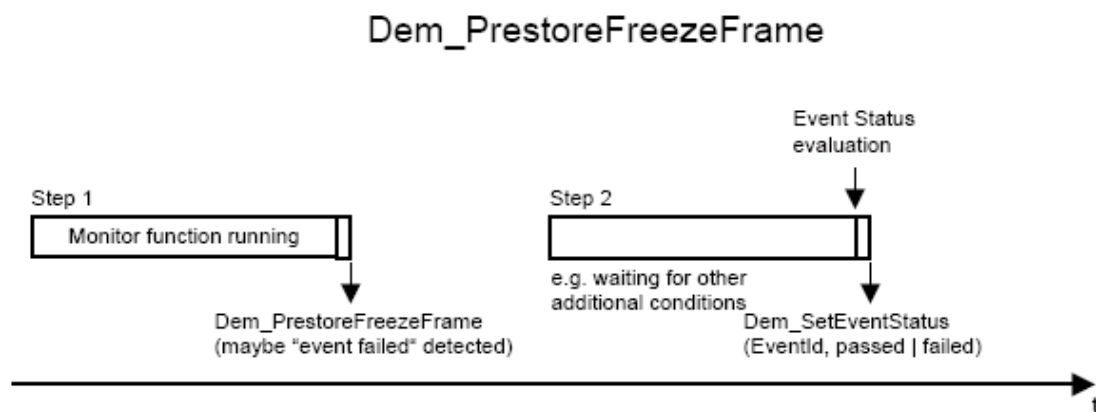 Dem_PrestoreFreezeFrame
Event Status
evaluation
Step 1
Step 2
Monitor function running
e.g. waiting for other
additional conditions
Dem_PrestoreFreezeFrame
(maybe “event failed“ detected)
Dem_SetEventStatus
(EventId, passed | failed)
t